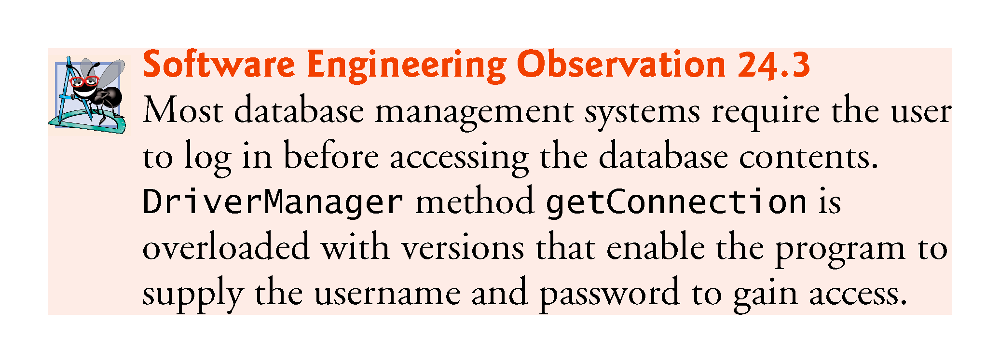 Software Engineering Observation 24.3
Most database management systems require the user
to log in before accessing the database contents.
DriverManager method getConnection is
overloaded with versions that enable the program to
supply the username and password to gain access.